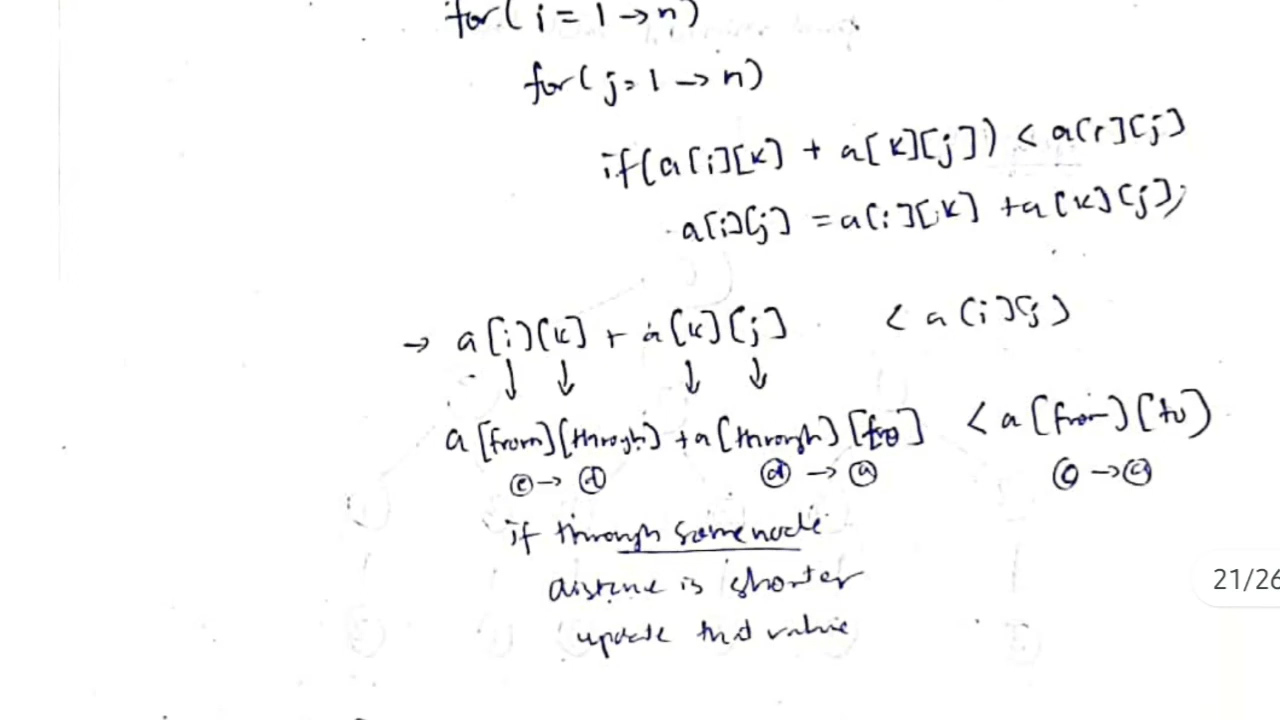 for( i = 1 → n)
for( j = 1 → n)
if(a[i][k] + a[k][j]) < a[i][j]
a[i][j] = a[i][k] + a[k][j];
→ a[i][k] + a[k][j] < a[i][j]
↓ ↓ ↓ ↓
a [from][through] + a [through] [to] < a [from] [to]
→ d d → a →
if through some node
distance is shorter
update that value
21/26